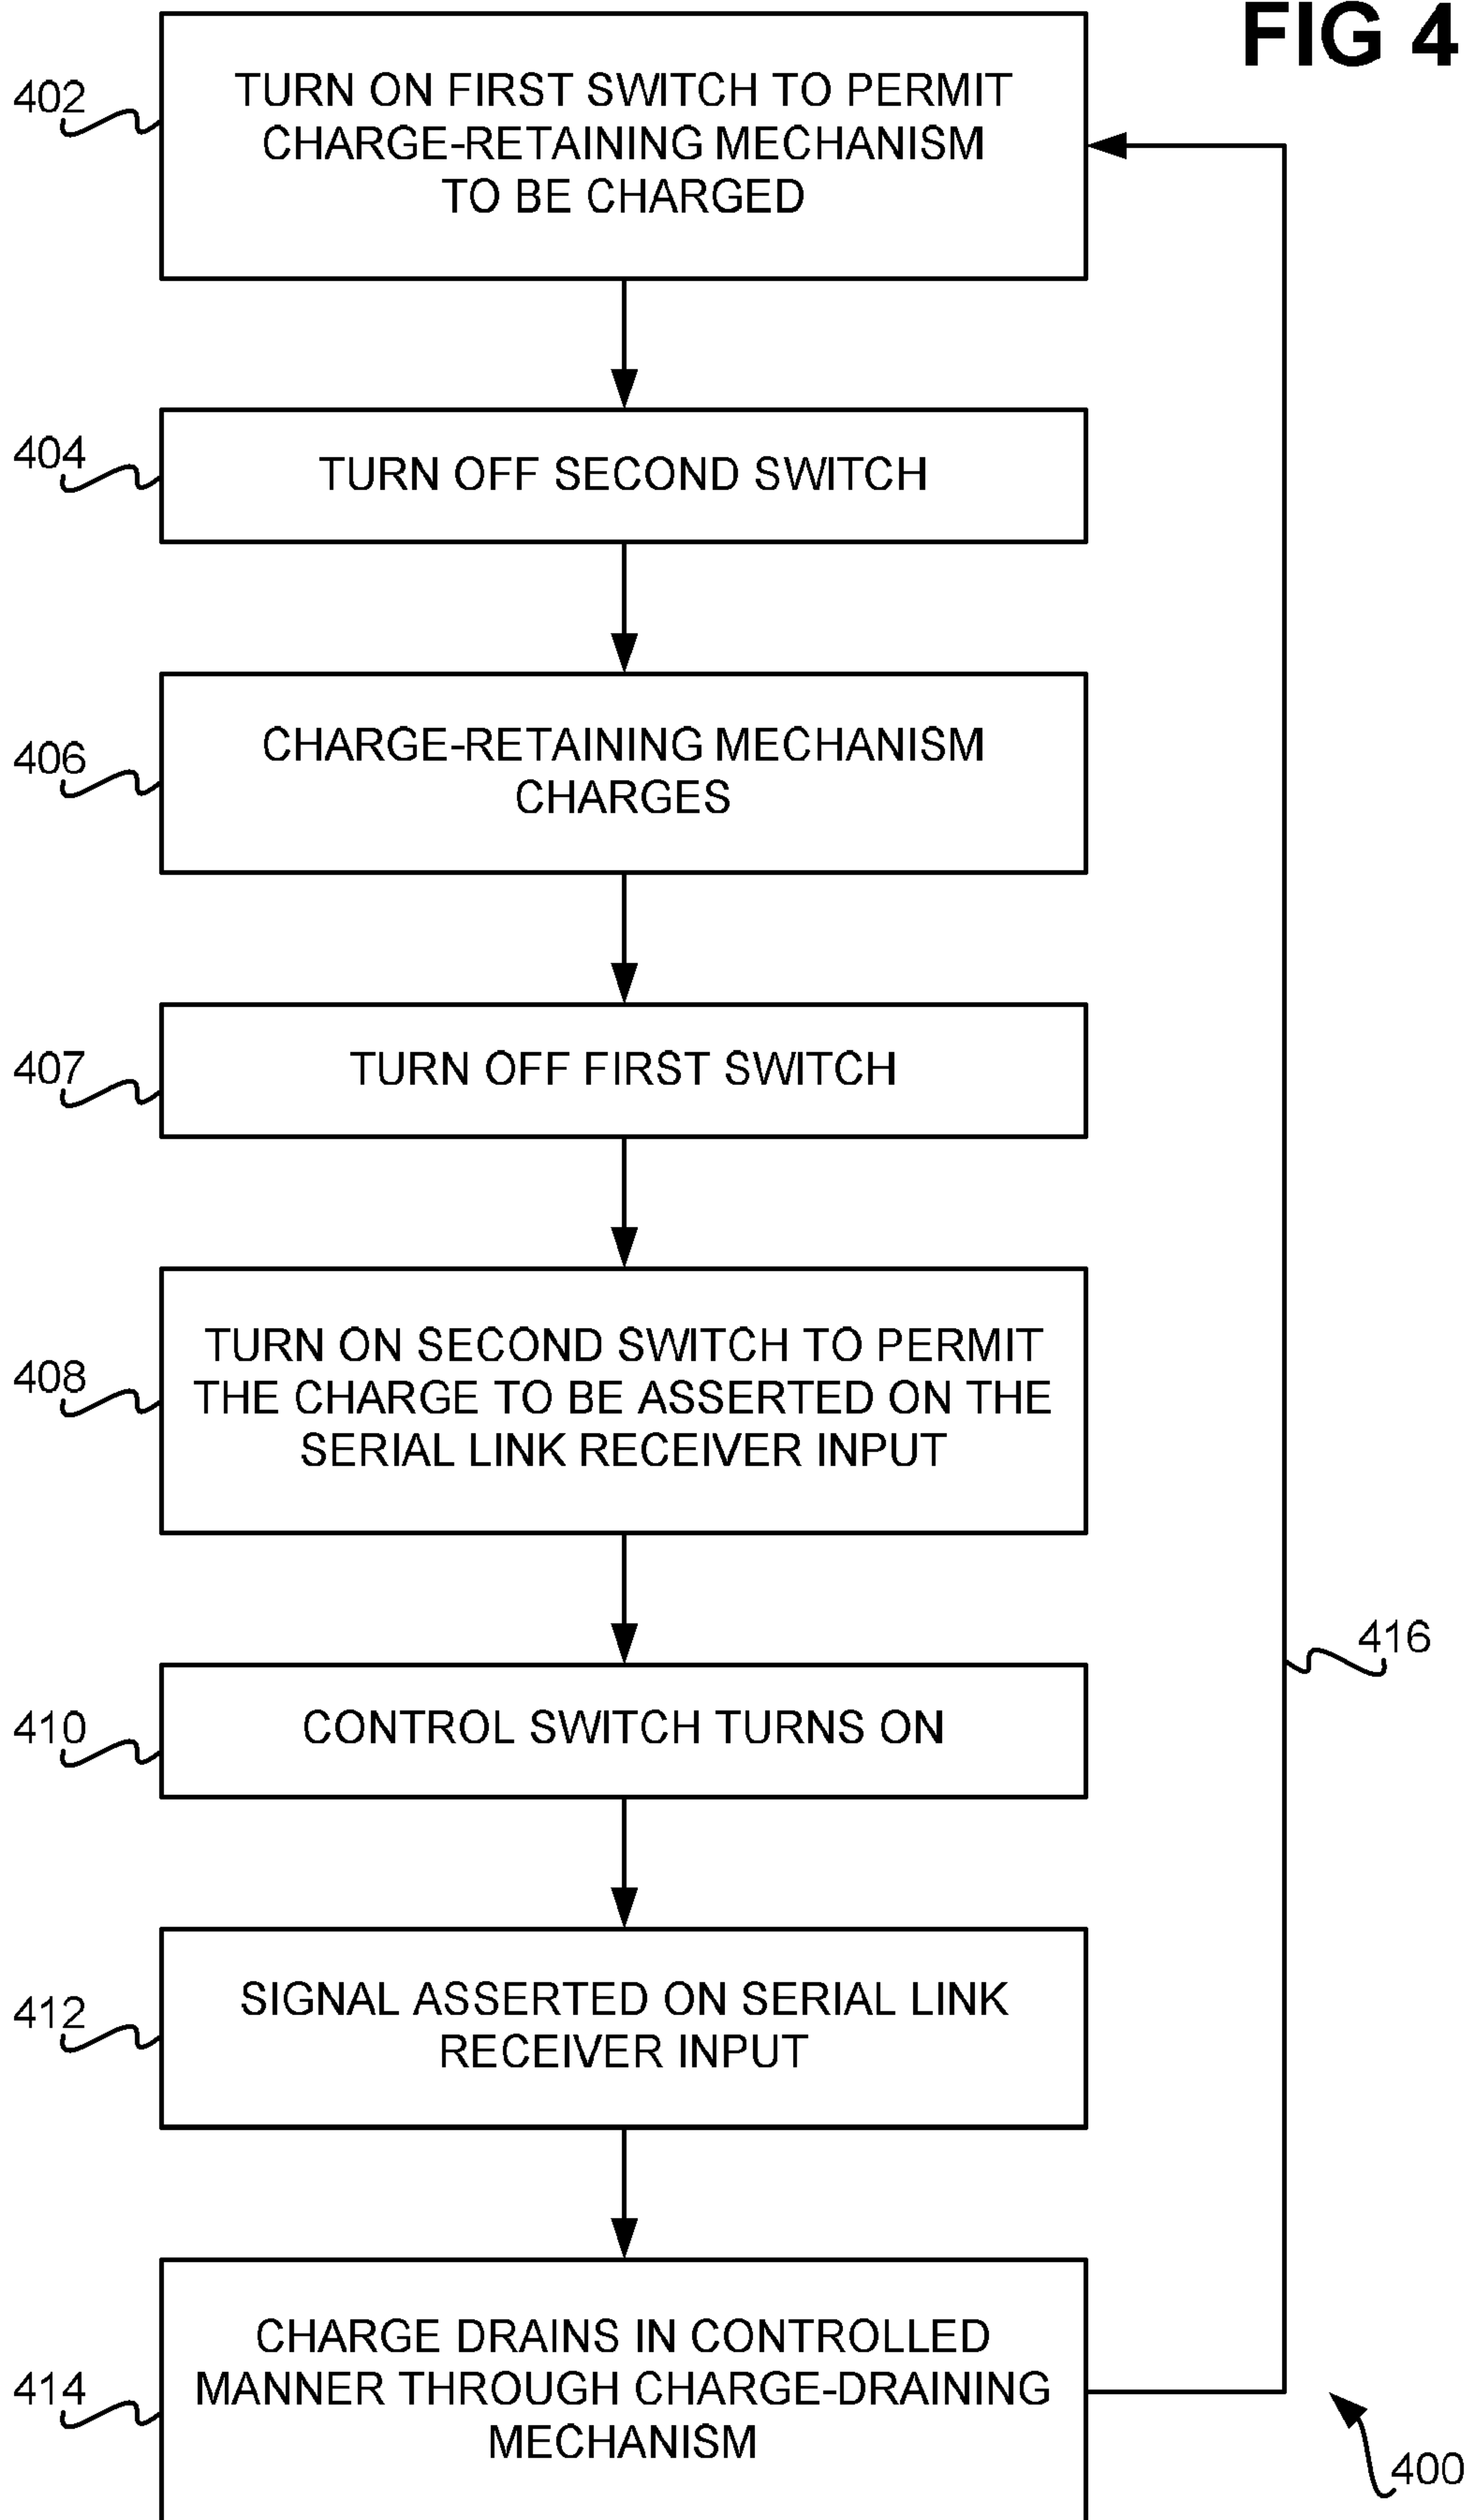 FIG 4
402
TURN ON FIRST SWITCH TO PERMIT
CHARGE-RETAINING MECHANISM
TO BE CHARGED
404
TURN OFF SECOND SWITCH
406
CHARGE-RETAINING MECHANISM
CHARGES
407
TURN OFF FIRST SWITCH
408
TURN ON SECOND SWITCH TO PERMIT
THE CHARGE TO BE ASSERTED ON THE
SERIAL LINK RECEIVER INPUT
416
410
CONTROL SWITCH TURNS ON
412
SIGNAL ASSERTED ON SERIAL LINK
RECEIVER INPUT
414
CHARGE DRAINS IN CONTROLLED
MANNER THROUGH CHARGE-DRAINING
MECHANISM
400